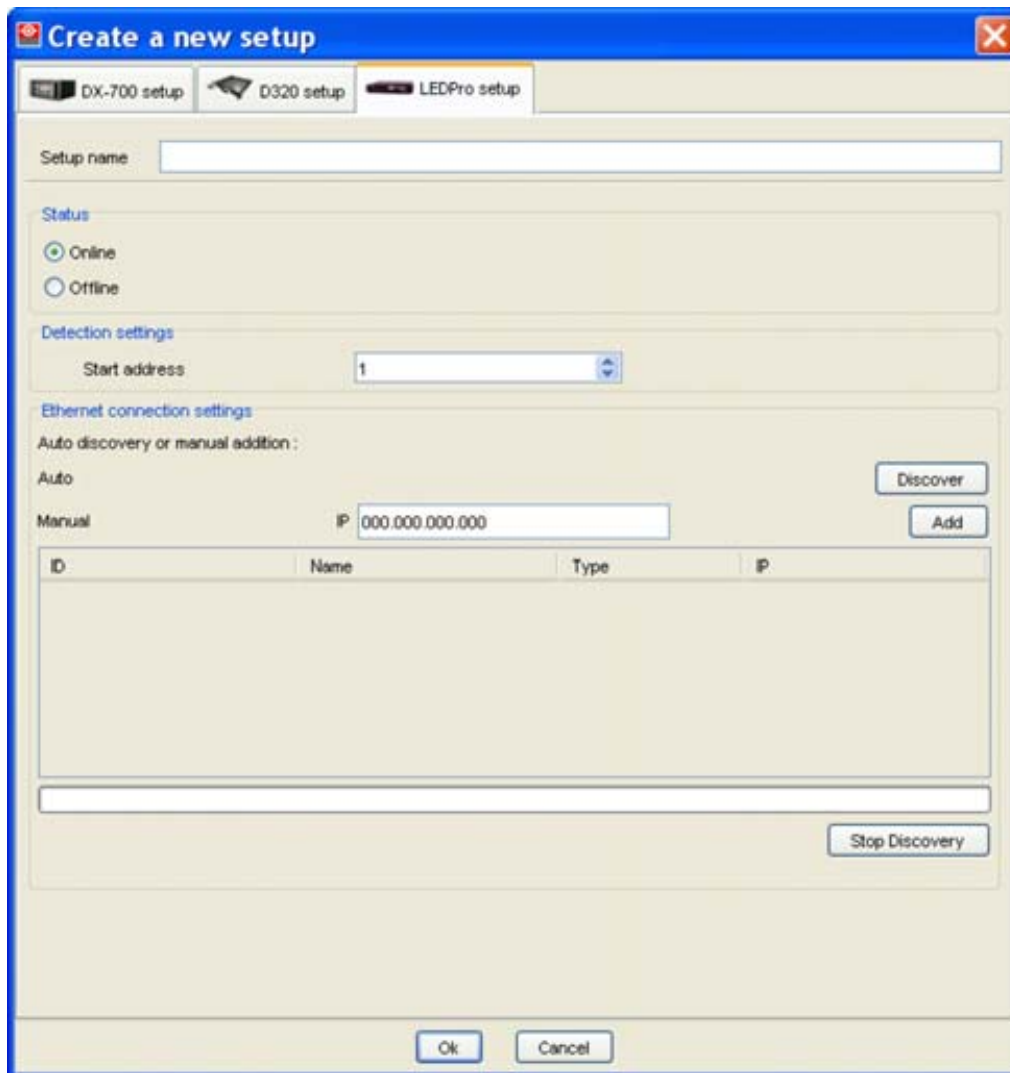 Create a new setup
DX-700 setup D320 setup LEDPro setup
Setup name
Status
Online
Offline
Detection settings
Start address 1
Ethernet connection settings
Auto discovery or manual addition :
Auto Discover
Manual IP 000.000.000.000 Add
ID Name Type IP
Stop Discovery
Ok Cancel